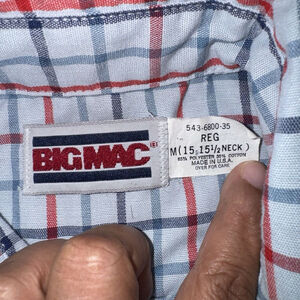 BIG MAC
543-6800-35
REG
M(15 15½ NECK)
65% POLYESTER 35% COTTON
MADE IN U.S.A.
OVER FOR CARE